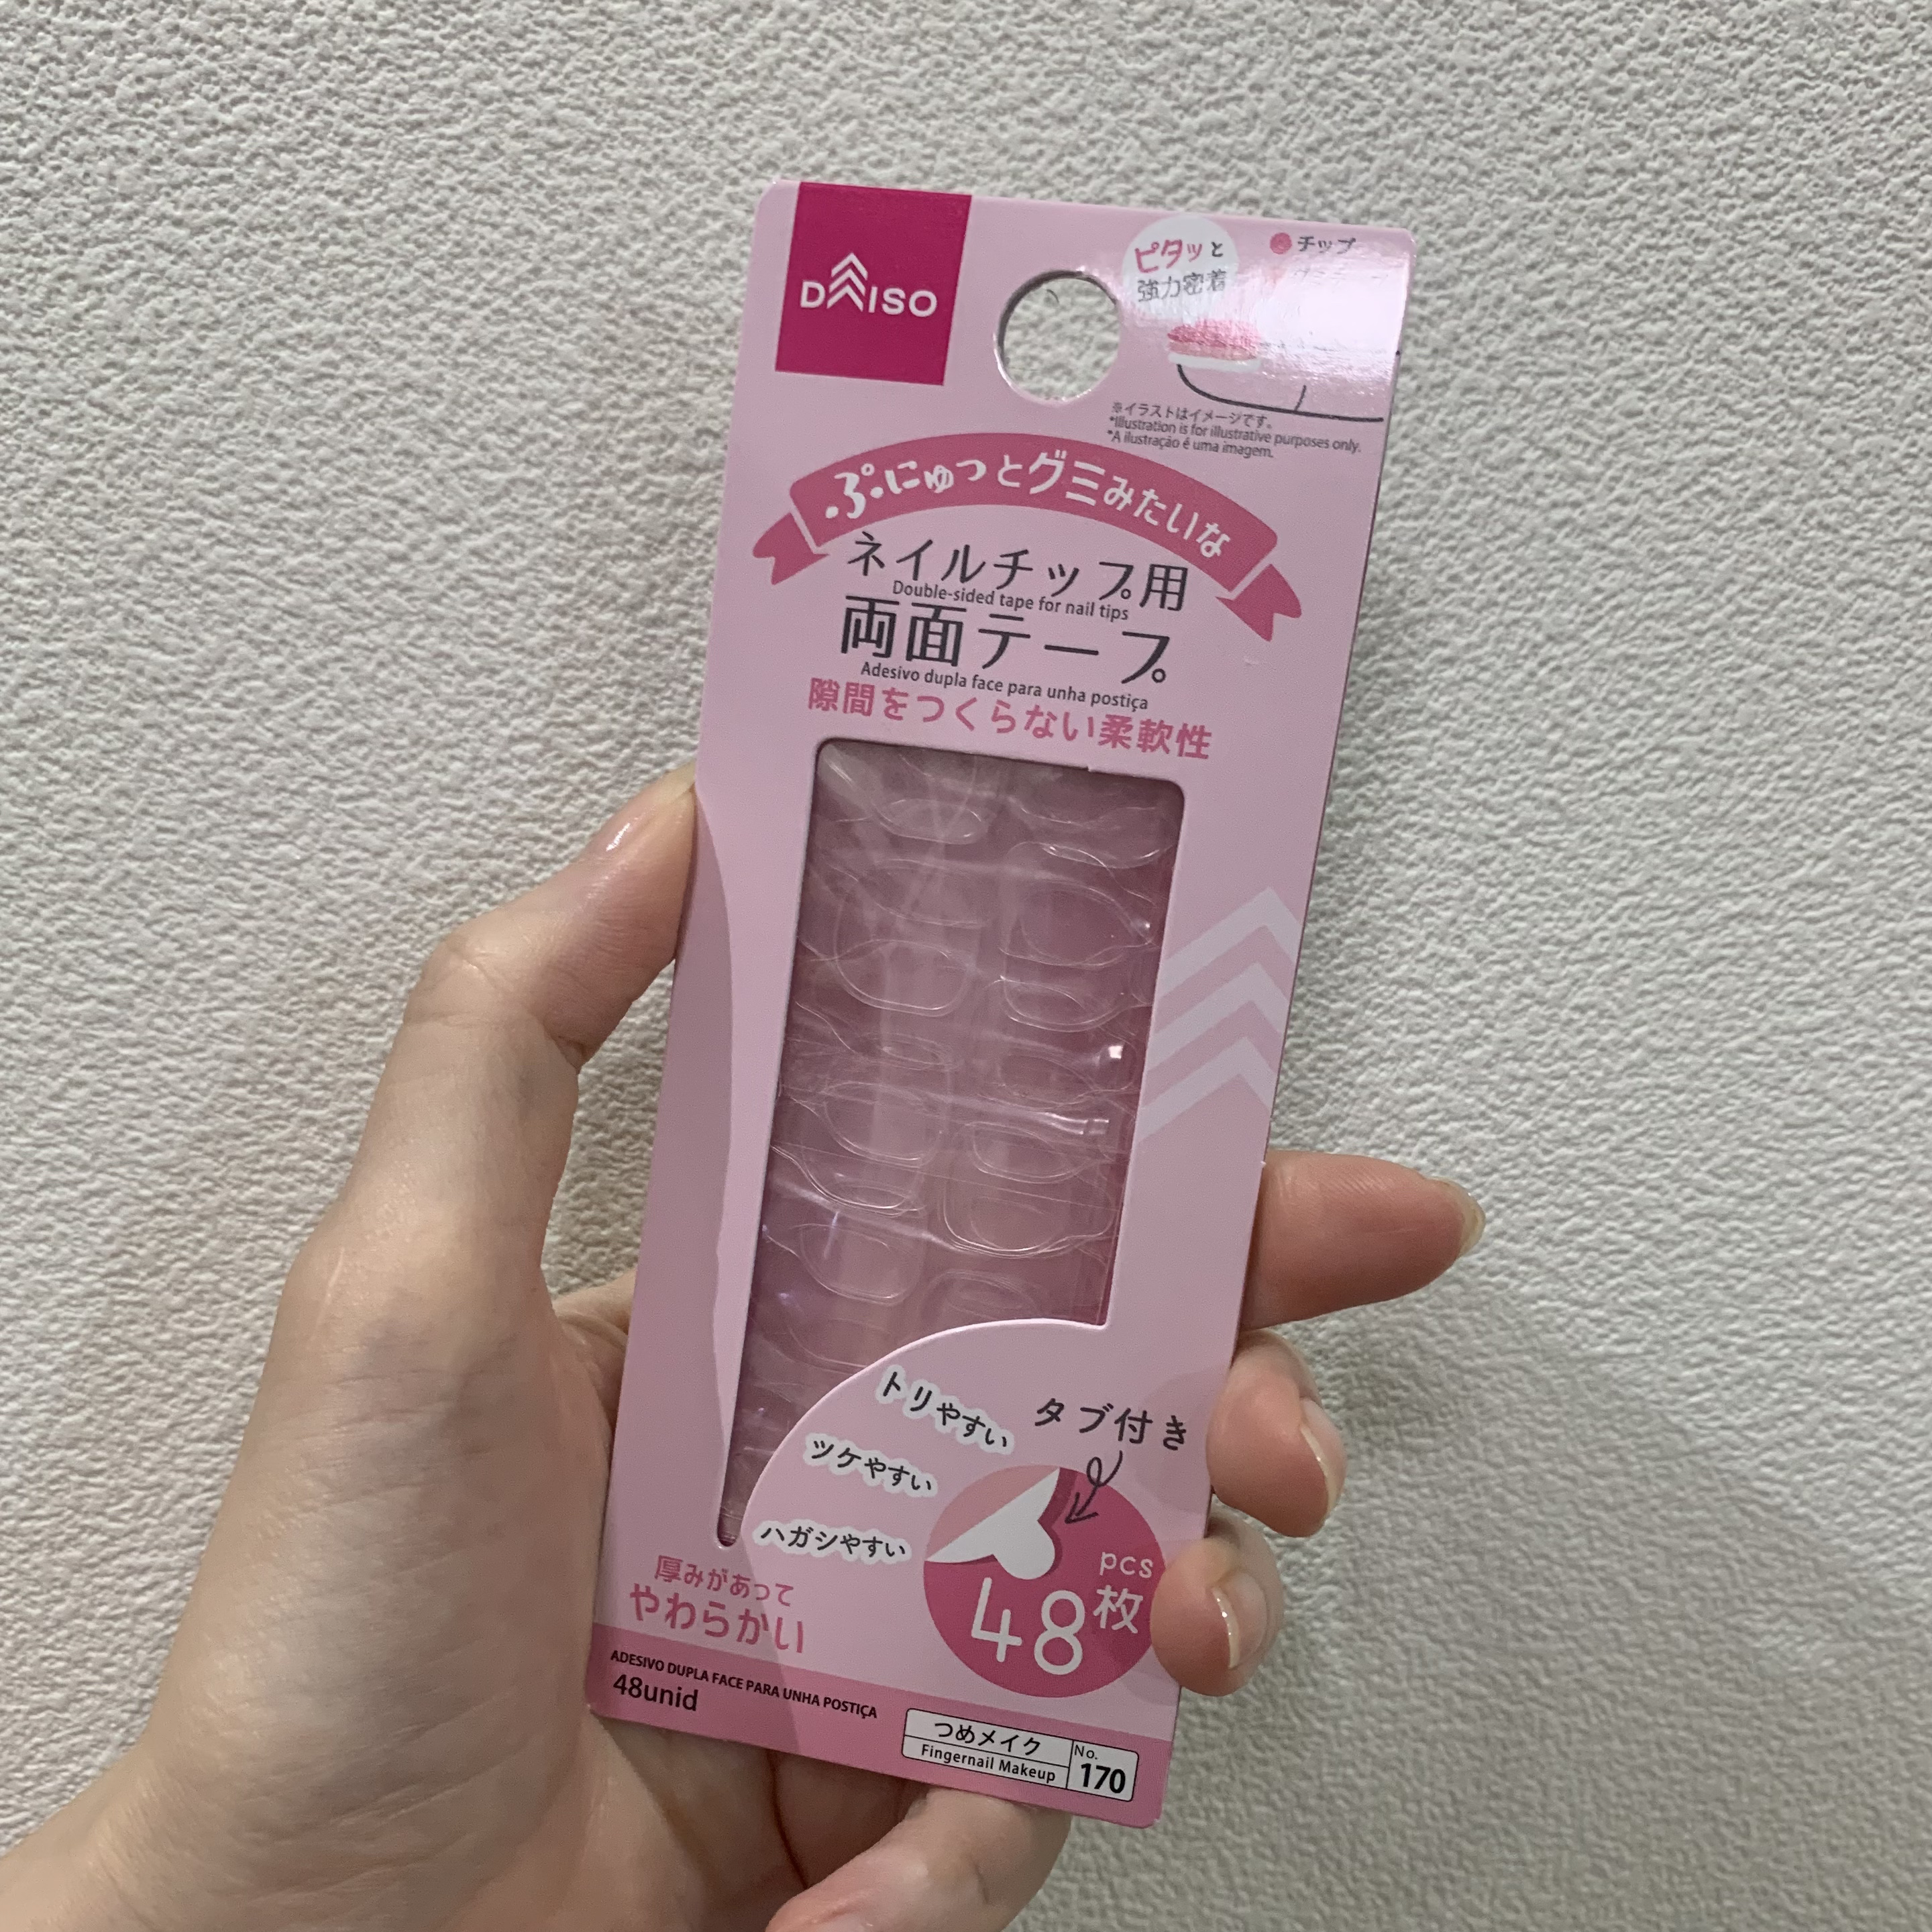 DAISO
ピタッと
強力密着
チップ
※イラストはイメージです。
*Illustration is for illustrative purposes only.
*A ilustração é uma imagem.
ぷにゅっとグミみたいな
ネイルチップ用
Double-sided tape for nail tips
両面テープ
Adesivo dupla face para unha postiça
隙間をつくらない柔軟性
トリやすい
タブ付き
ツケやすい
ハガシやすい
厚みがあって
やわらかい
pcs
48枚
ADESIVO DUPLA FACE PARA UNHA POSTIÇA
48unid
つめメイク
Fingernail Makeup
No.
170